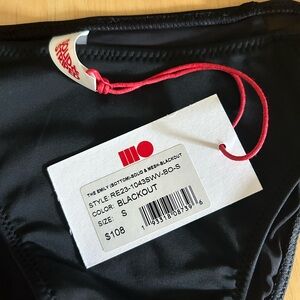 THE EMILY (BOTTOM)-SOLID & MESH-BLACKOUT
STYLE: RE23-1043SWV-BO-S
COLOR: BLACKOUT
SIZE: S
$108